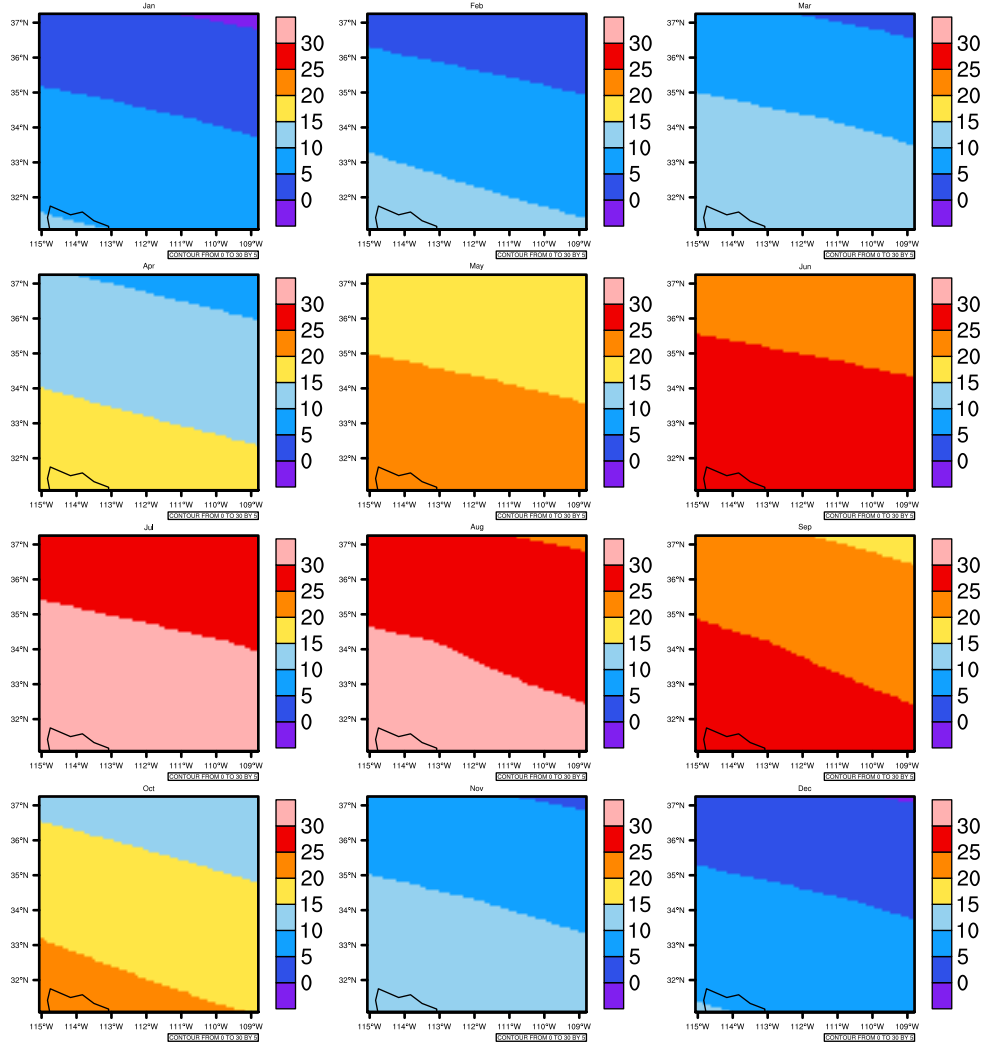 Jan Feb Mar
37°N 37°N 37°N
36°N 30 36°N 30 36°N 30
25 25 25
35°N 20 35°N 20 35°N 20
15 15 15
34°N 34°N 34°N
10 10 10
33°N 5 33°N 5 33°N 5
32°N 0 32°N 0 32°N 0
115°W 114°W 113°W 112°W 111°W 110°W 109°W 115°W 114°W 113°W 112°W 111°W 110°W 109°W 115°W 114°W 113°W 112°W 111°W 110°W 109°W
CONTOUR FROM 0 TO 30 BY 5 CONTOUR FROM 0 TO 30 BY 5 CONTOUR FROM 0 TO 30 BY 5
Apr May Jun
37°N 37°N 37°N
36°N 30 36°N 30 36°N 30
25 25 25
35°N 20 35°N 20 35°N 20
15 15 15
34°N 34°N 34°N
10 10 10
33°N 5 33°N 5 33°N 5
32°N 0 32°N 0 32°N 0
115°W 114°W 113°W 112°W 111°W 110°W 109°W 115°W 114°W 113°W 112°W 111°W 110°W 109°W 115°W 114°W 113°W 112°W 111°W 110°W 109°W
CONTOUR FROM 0 TO 30 BY 5 CONTOUR FROM 0 TO 30 BY 5 CONTOUR FROM 0 TO 30 BY 5
Jul Aug Sep
37°N 37°N 37°N
36°N 30 36°N 30 36°N 30
25 25 25
35°N 20 35°N 20 35°N 20
15 15 15
34°N 34°N 34°N
10 10 10
33°N 5 33°N 5 33°N 5
32°N 0 32°N 0 32°N 0
115°W 114°W 113°W 112°W 111°W 110°W 109°W 115°W 114°W 113°W 112°W 111°W 110°W 109°W 115°W 114°W 113°W 112°W 111°W 110°W 109°W
CONTOUR FROM 0 TO 30 BY 5 CONTOUR FROM 0 TO 30 BY 5 CONTOUR FROM 0 TO 30 BY 5
Oct Nov Dec
37°N 37°N 37°N
36°N 30 36°N 30 36°N 30
25 25 25
35°N 20 35°N 20 35°N 20
15 15 15
34°N 34°N 34°N
10 10 10
33°N 5 33°N 5 33°N 5
32°N 0 32°N 0 32°N 0
115°W 114°W 113°W 112°W 111°W 110°W 109°W 115°W 114°W 113°W 112°W 111°W 110°W 109°W 115°W 114°W 113°W 112°W 111°W 110°W 109°W
CONTOUR FROM 0 TO 30 BY 5 CONTOUR FROM 0 TO 30 BY 5 CONTOUR FROM 0 TO 30 BY 5